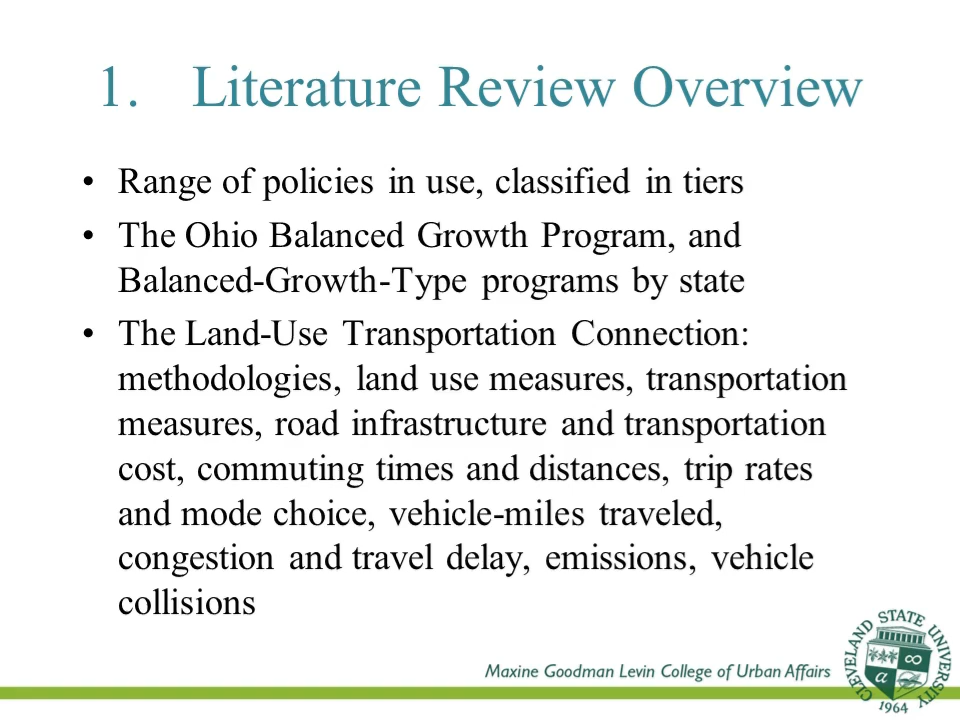 1. Literature Review Overview
• Range of policies in use, classified in tiers
• The Ohio Balanced Growth Program, and
Balanced-Growth-Type programs by state
• The Land-Use Transportation Connection:
methodologies, land use measures, transportation
measures, road infrastructure and transportation
cost, commuting times and distances, trip rates
and mode choice, vehicle-miles traveled,
congestion and travel delay, emissions, vehicle
collisions
Maxine Goodman Levin College of Urban Affairs
CLEVELAND STATE UNIVERSITY
1964